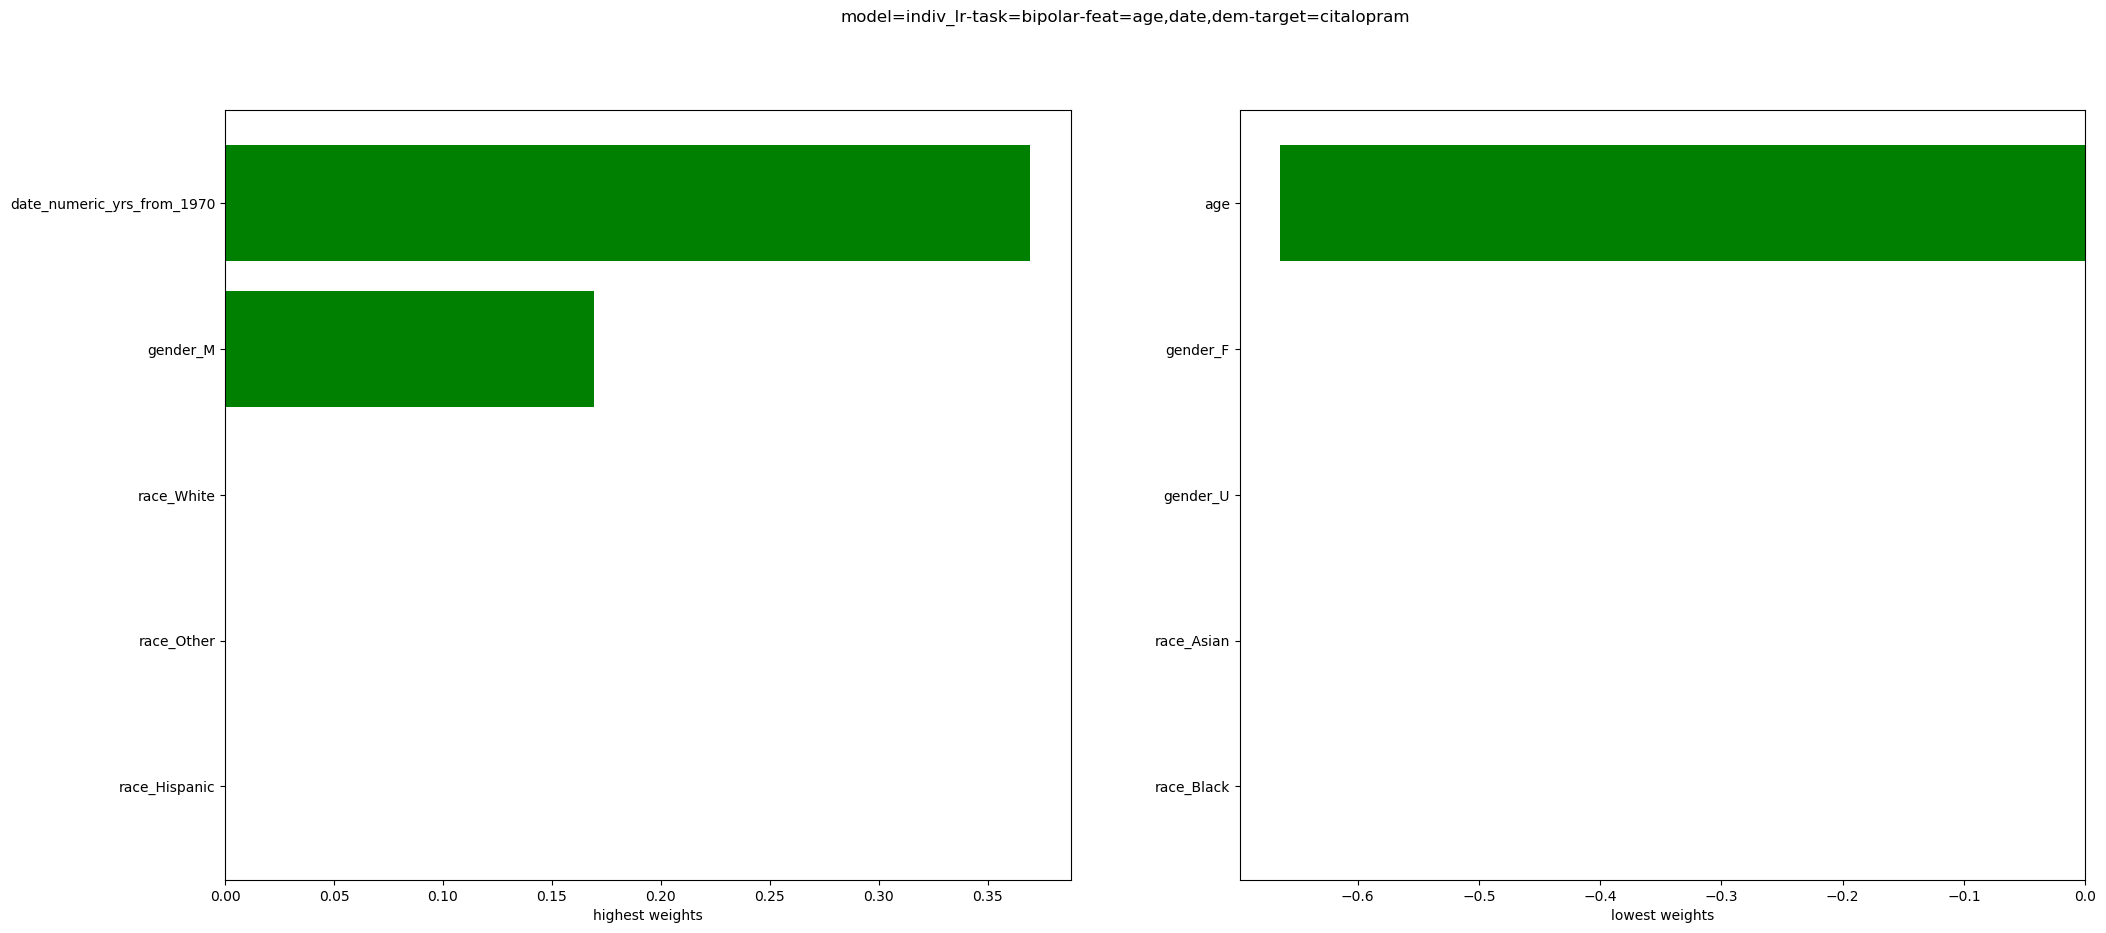 model=indiv_lr-task=bipolar-feat=age,date,dem-target=citalopram
date_numeric_yrs_from_1970
gender_M
race_White
race_Other
race_Hispanic
0.00 0.05 0.10 0.15 0.20 0.25 0.30 0.35
highest weights
age
gender_F
gender_U
race_Asian
race_Black
−0.6 −0.5 −0.4 −0.3 −0.2 −0.1 0.0
lowest weights